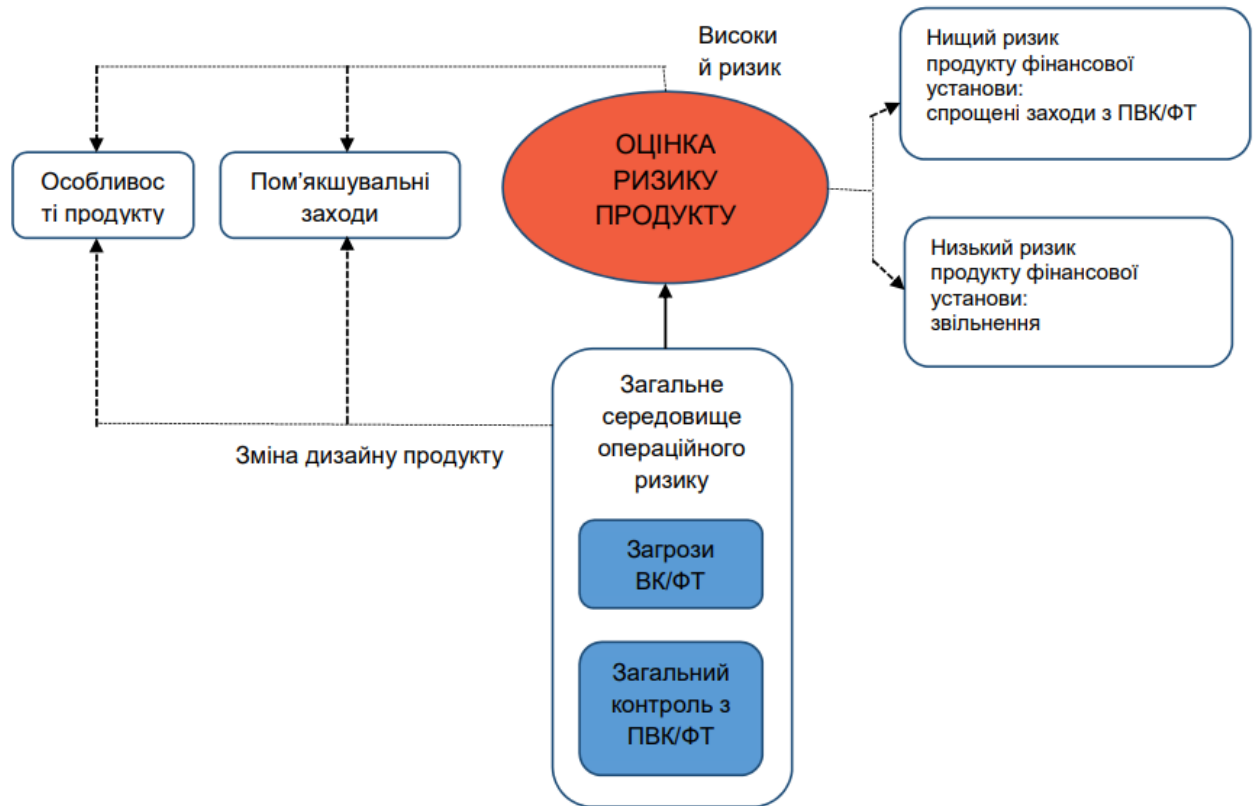 Високи
й ризик
Нищий ризик
продукту фінансової
установи:
спрощені заходи з ПВК/ФТ
ОЦІНКА
РИЗИКУ
ПРОДУКТУ
Особливос
ті продукту
Пом’якшувальні
заходи
Низький ризик
продукту фінансової
установи:
звільнення
Загальне
середовище
операційного
ризику
Зміна дизайну продукту
Загрози
ВК/ФТ
Загальний
контроль з
ПВК/ФТ